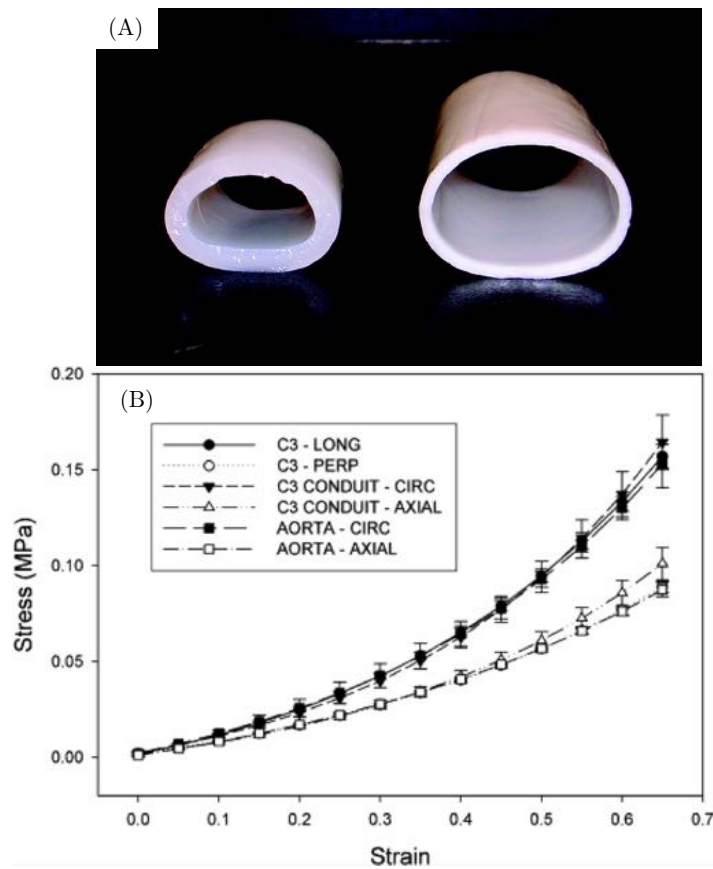 (A)
(B)
0.20
0.15
0.10
0.05
0.00
Stress (MPa)
C3 - LONG
C3 - PERP
C3 CONDUIT - CIRC
C3 CONDUIT - AXIAL
AORTA - CIRC
AORTA - AXIAL
0.0 0.1 0.2 0.3 0.4 0.5 0.6 0.7
Strain